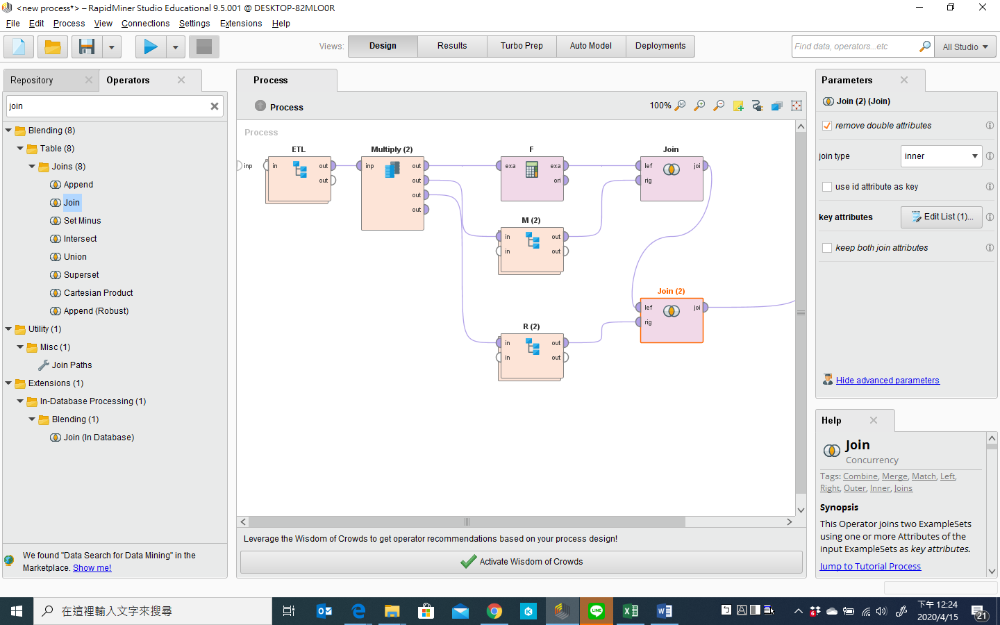 <new process*> – RapidMiner Studio Educational 9.5.001 @ DESKTOP-82MLO0R
File Edit Process View Connections Settings Extensions Help
Views: Design Results Turbo Prep Auto Model Deployments
Find data, operators...etc
All Studio
Repository
Operators
join
Blending (8)
Table (8)
Joins (8)
Append
Join
Set Minus
Intersect
Union
Superset
Cartesian Product
Append (Robust)
Utility (1)
Misc (1)
Join Paths
Extensions (1)
In-Database Processing (1)
Blending (1)
Join (In Database)
We found "Data Search for Data Mining" in the
Marketplace. Show me!
Process
Process
100%
Process
inp
ETL
in out
out
Multiply (2)
inp out
out
out
out
F
exa exa
ori
Join
lef joi
rig
M (2)
in out
in out
Join (2)
lef joi
rig
R (2)
in out
in out
Leverage the Wisdom of Crowds to get operator recommendations based on your process design!
Activate Wisdom of Crowds
Parameters
Join (2) (Join)
remove double attributes
join type inner
use id attribute as key
key attributes Edit List (1)...
keep both join attributes
Hide advanced parameters
Help
Join
Concurrency
Tags: Combine, Merge, Match, Left,
Right, Outer, Inner, Joins
Synopsis
This Operator joins two ExampleSets
using one or more Attributes of the
input ExampleSets as key attributes.
Jump to Tutorial Process
在這裡輸入文字來搜尋
LINE
6
下午 12:24
2020/4/15
21